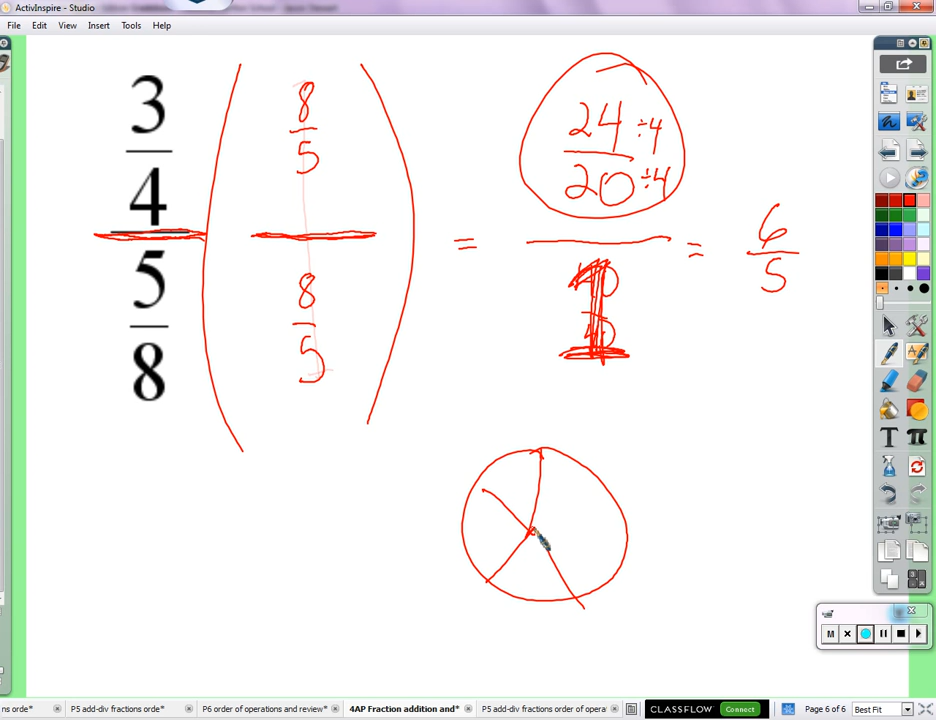 ActivInspire - Studio
File Edit View Insert Tools
3/4 / 5/8 ( 8/5 / 8/5 ) = 24 ÷4 / 20 ÷4 / 1 = 6/5
Page 6 of 6 Best Fit
ns orde* P5 add-div fractions orde* P6 order of operations and review* 4AP Fraction addition and* P5 add-div fractions order of opera CLASSFLOW Connect
M